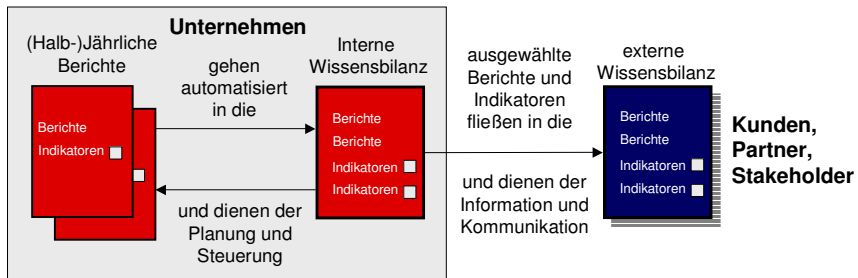 Unternehmen
(Halb-)Jährliche
Berichte
Berichte
Indikatoren
gehen
automatisiert
in die
und dienen der
Planung und
Steuerung
Interne
Wissensbilanz
Berichte
Berichte
Indikatoren
Indikatoren
ausgewählte
Berichte und
Indikatoren
fließen in die
und dienen der
Information und
Kommunikation
externe
Wissensbilanz
Berichte
Berichte
Indikatoren
Indikatoren
Kunden,
Partner,
Stakeholder